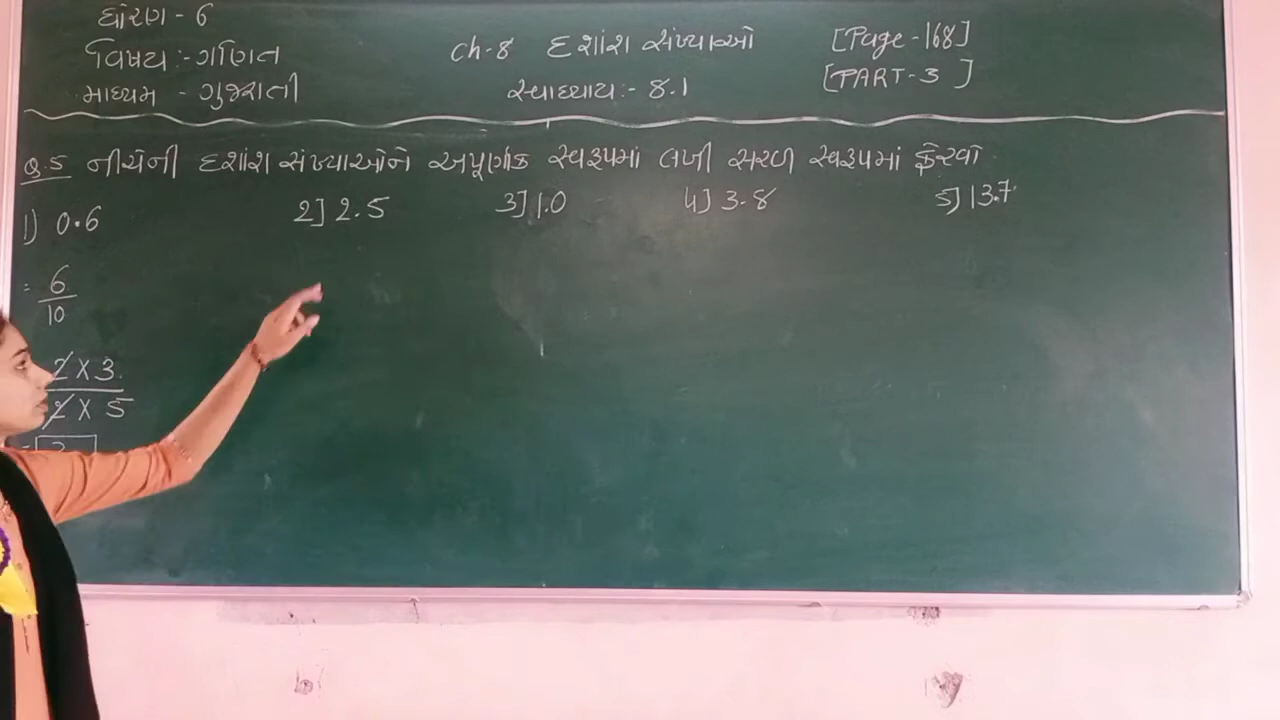 ધોરણ - 6
વિષય :- ગણિત
માધ્યમ - ગુજરાતી
ch-8 દશાંશ સંખ્યાઓ
સ્વાધ્યાય :- 8.1
[Page-168]
[PART-3]
Q.5 નીચેની દશાંશ સંખ્યાઓને અપૂર્ણાંક સ્વરૂપમાં લખી સરળ સ્વરૂપમાં ફેરવો
1) 0.6 2] 2.5 3] 1.0 4] 3.8 5] 13.7
= 6
10
2 X 3
2 X 5